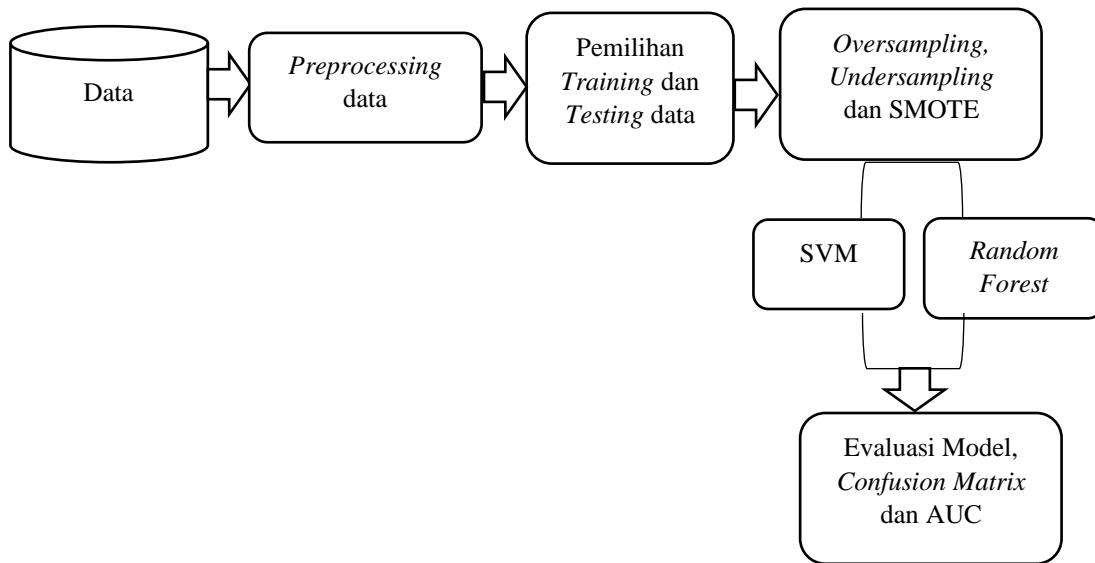 Data
Preprocessing
data
Pemilihan
Training dan
Testing data
Oversampling,
Undersampling
dan SMOTE
SVM
Random
Forest
Evaluasi Model,
Confusion Matrix
dan AUC